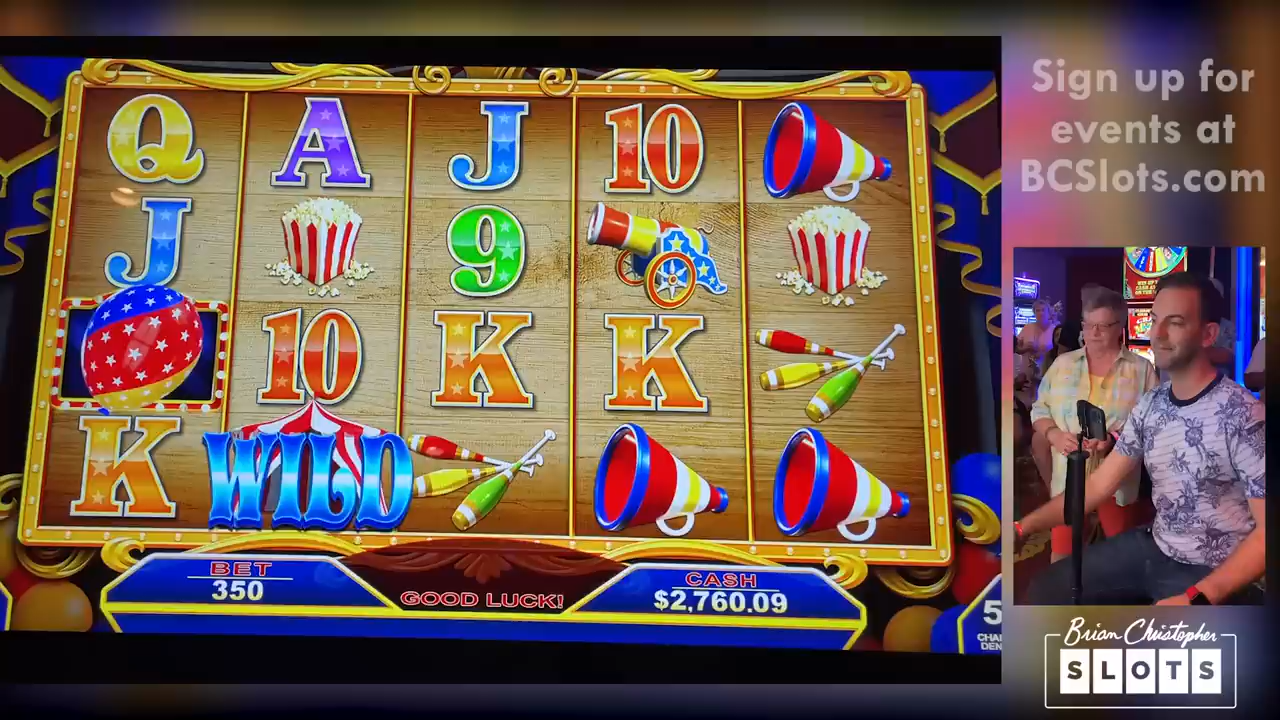 Sign up for
events at
BCSlots.com
Q A J 10
J 9
10 K K
K WILD
BET
350
GOOD LUCK!
CASH
$2,760.09
5
Brian Christopher
SLOTS